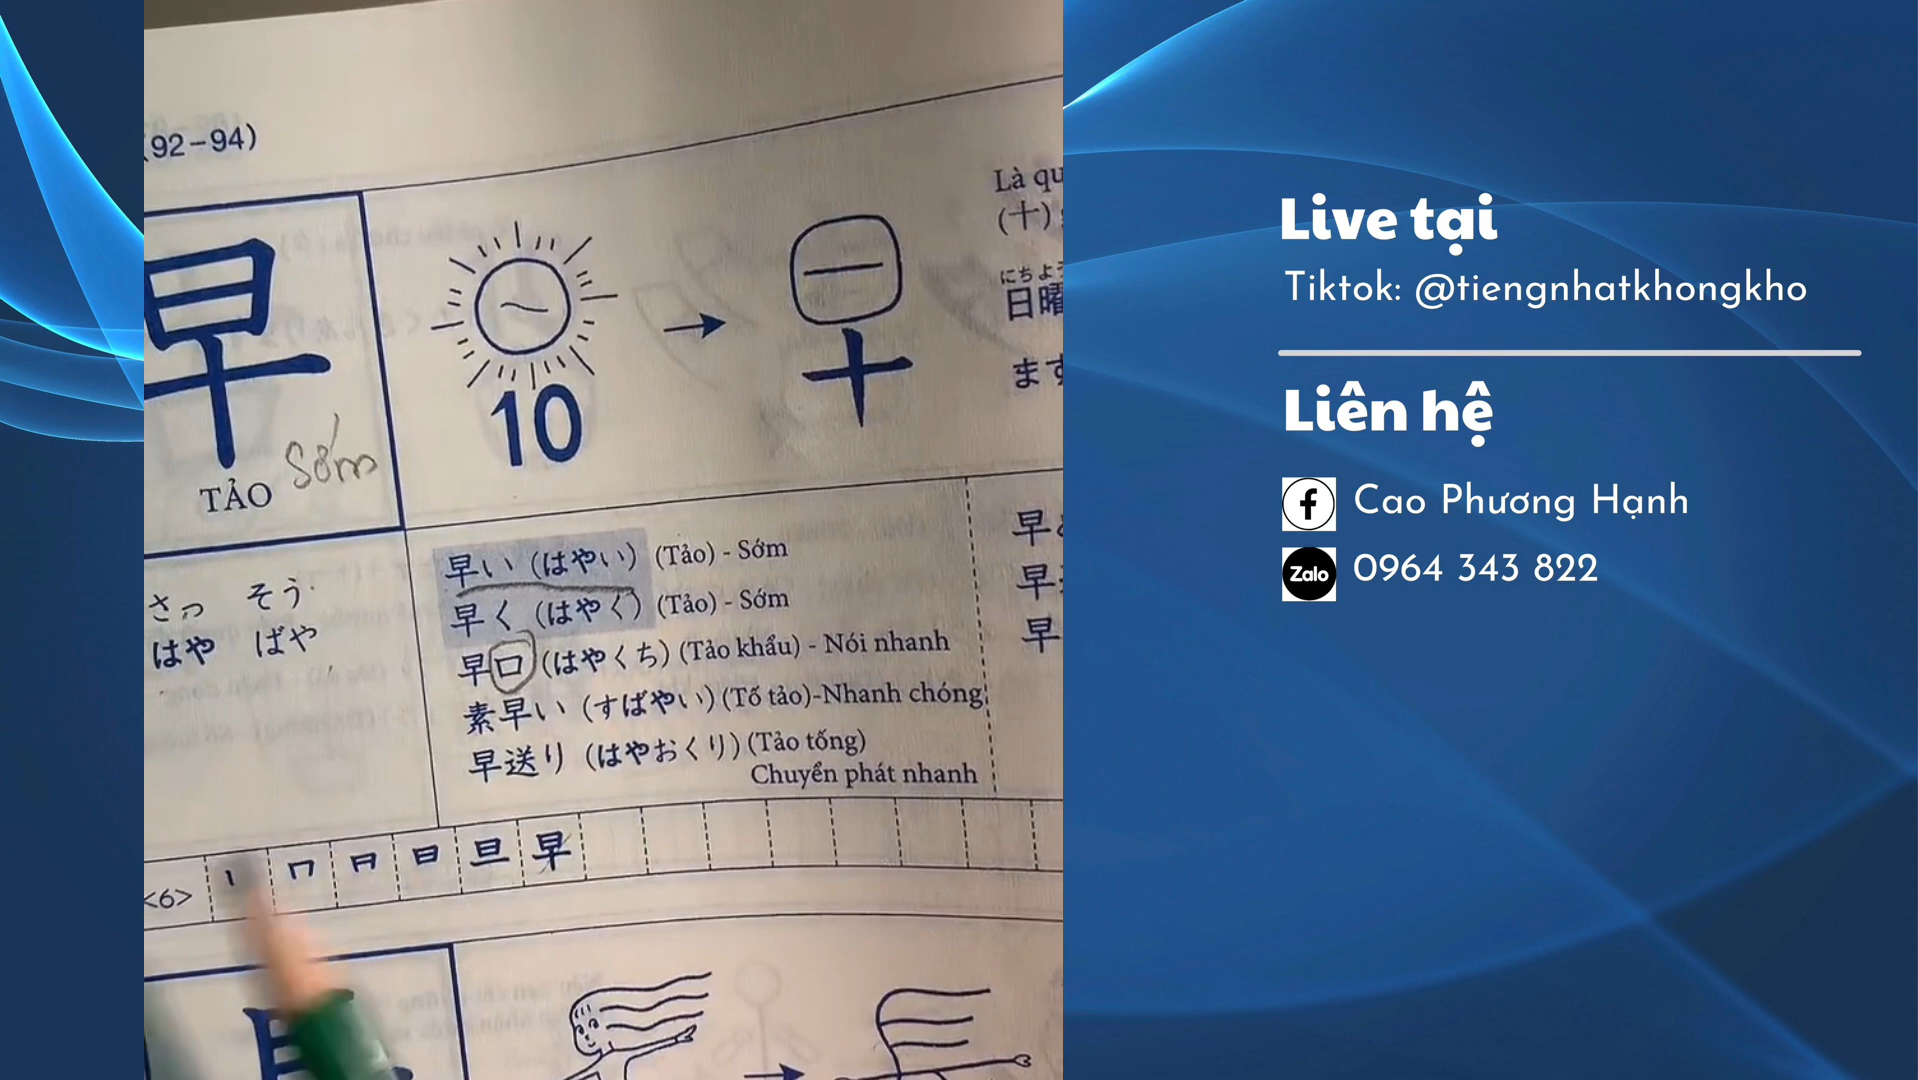 (92-94)
早
TẢO
Sớm
10
十
Là qu
(十)
にちよ
日曜
ます
さっ そう
はや ばや
早い (はやい) (Tảo) - Sớm
早く (はやく) (Tảo) - Sớm
早口 (はやくち) (Tảo khẩu) - Nói nhanh
素早い (すばやい) (Tố tảo)-Nhanh chóng
早送り (はやおくり) (Tảo tống)
Chuyển phát nhanh
早
早
早
<6>
早
Live tại
Tiktok: @tiengnhatkhongkho
Liên hệ
f Cao Phương Hạnh
Zalo 0964 343 822